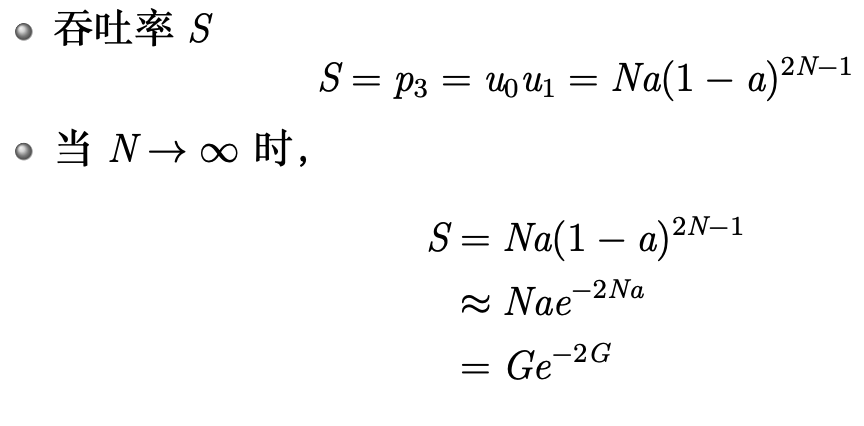 吞吐率 S
S = p₃ = u₀u₁ = Na(1 − a)²ᴺ⁻¹
当 N → ∞ 时,
S = Na(1 − a)²ᴺ⁻¹
≈ Nae⁻²ᴺᵃ
= Ge⁻²ᴳ